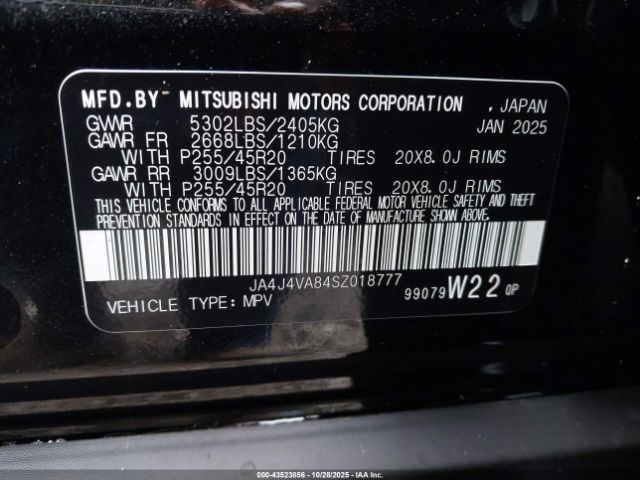 MFD.BY MITSUBISHI MOTORS CORPORATION , JAPAN
GVWR 5302LBS/2405KG JAN 2025
GAWR FR 2668LBS/1210KG
WITH P255/45R20 TIRES 20X8.0J RIMS
GAWR RR 3009LBS/1365KG
WITH P255/45R20 TIRES 20X8.0J RIMS
THIS VEHICLE CONFORMS TO ALL APPLICABLE FEDERAL MOTOR VEHICLE SAFETY AND THEFT
PREVENTION STANDARDS IN EFFECT ON THE DATE OF MANUFACTURE SHOWN ABOVE.
JA4J4VA84SZ018777
VEHICLE TYPE: MPV 99079 W22 0P
000-43523856 | 10/28/2025 | IAA Inc.